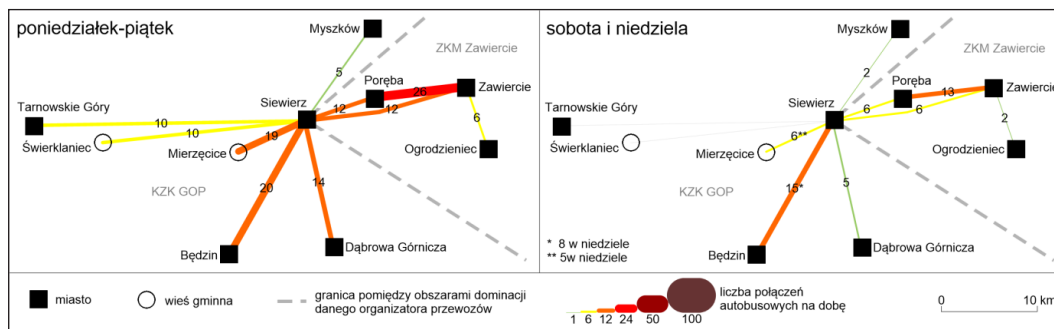 poniedziałek-piątek
Myszków
ZKM Zawiercie
5
Poręba
Zawiercie
26
Siewierz
12
12
Tarnowskie Góry
10
6
10
19
Świerklaniec
Mierzęcice
Ogrodzieniec
KZK GOP
20
14
Będzin
Dąbrowa Górnicza
sobota i niedziela
Myszków
ZKM Zawiercie
2
Poręba
Zawiercie
13
Siewierz
6
6
Tarnowskie Góry
2
6**
Świerklaniec
Mierzęcice
Ogrodzieniec
KZK GOP
15*
5
* 8 w niedziele
** 5w niedziele
Będzin
Dąbrowa Górnicza
miasto
wieś gminna
granica pomiędzy obszarami dominacji
danego organizatora przewozów
1 6 12 24 50 100
liczba połączeń
autobusowych na dobę
0 10 km